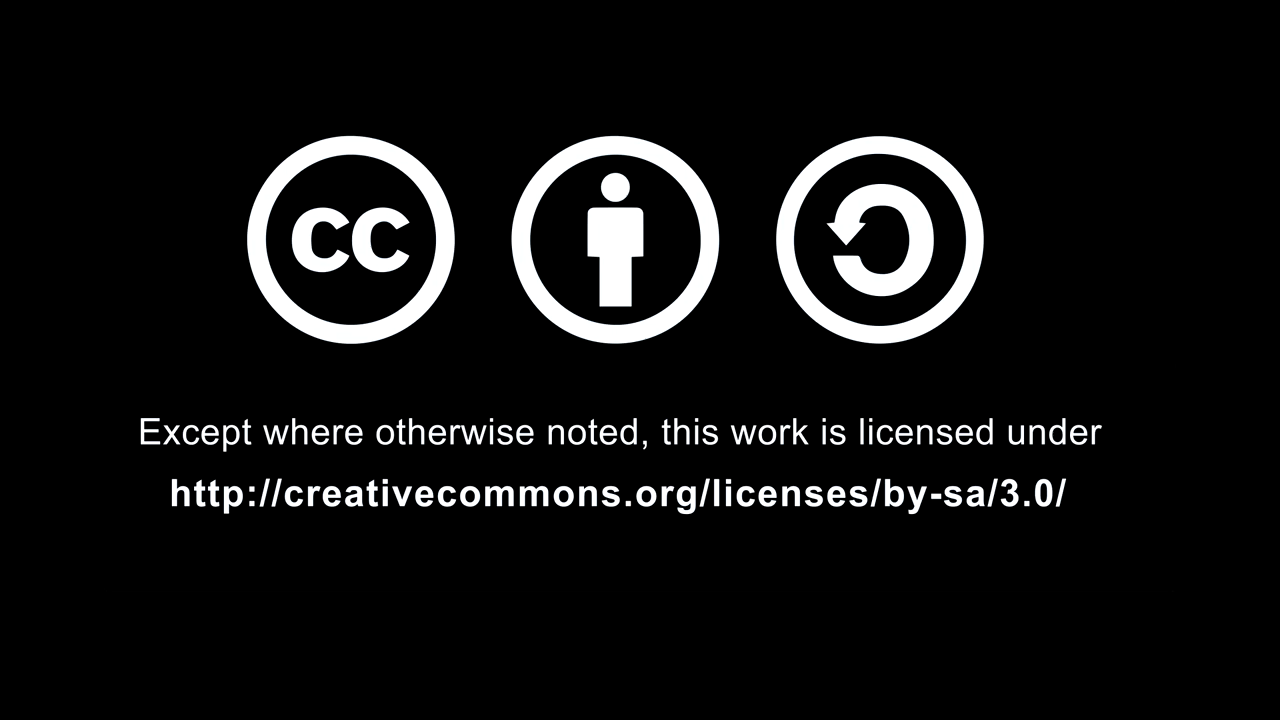 cc
Except where otherwise noted, this work is licensed under
http://creativecommons.org/licenses/by-sa/3.0/